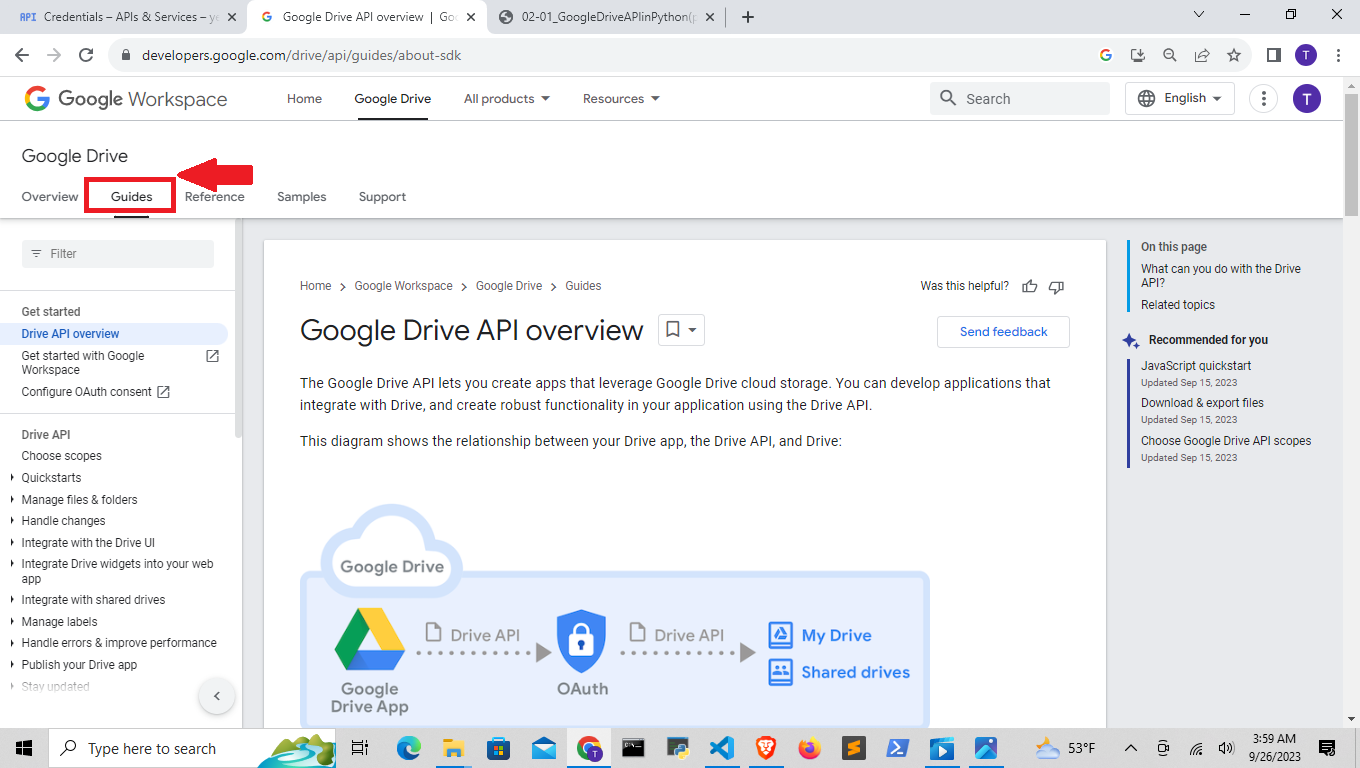 API Credentials – APIs & Services – ye
Google Drive API overview | Goo
02-01_GoogleDriveAPIinPython(p
developers.google.com/drive/api/guides/about-sdk
T
Google Workspace
Home
Google Drive
All products
Resources
Search
English
T
Google Drive
Overview
Guides
Reference
Samples
Support
Filter
Get started
Drive API overview
Get started with Google
Workspace
Configure OAuth consent
Drive API
Choose scopes
Quickstarts
Manage files & folders
Handle changes
Integrate with the Drive UI
Integrate Drive widgets into your web
app
Integrate with shared drives
Manage labels
Handle errors & improve performance
Publish your Drive app
Stay updated
Home > Google Workspace > Google Drive > Guides
Was this helpful?
Google Drive API overview
Send feedback
The Google Drive API lets you create apps that leverage Google Drive cloud storage. You can develop applications that
integrate with Drive, and create robust functionality in your application using the Drive API.
This diagram shows the relationship between your Drive app, the Drive API, and Drive:
Google Drive
Drive API
Drive API
My Drive
Shared drives
Google
Drive App
OAuth
On this page
What can you do with the Drive
API?
Related topics
Recommended for you
JavaScript quickstart
Updated Sep 15, 2023
Download & export files
Updated Sep 15, 2023
Choose Google Drive API scopes
Updated Sep 15, 2023
Type here to search
53°F
3:59 AM
9/26/2023